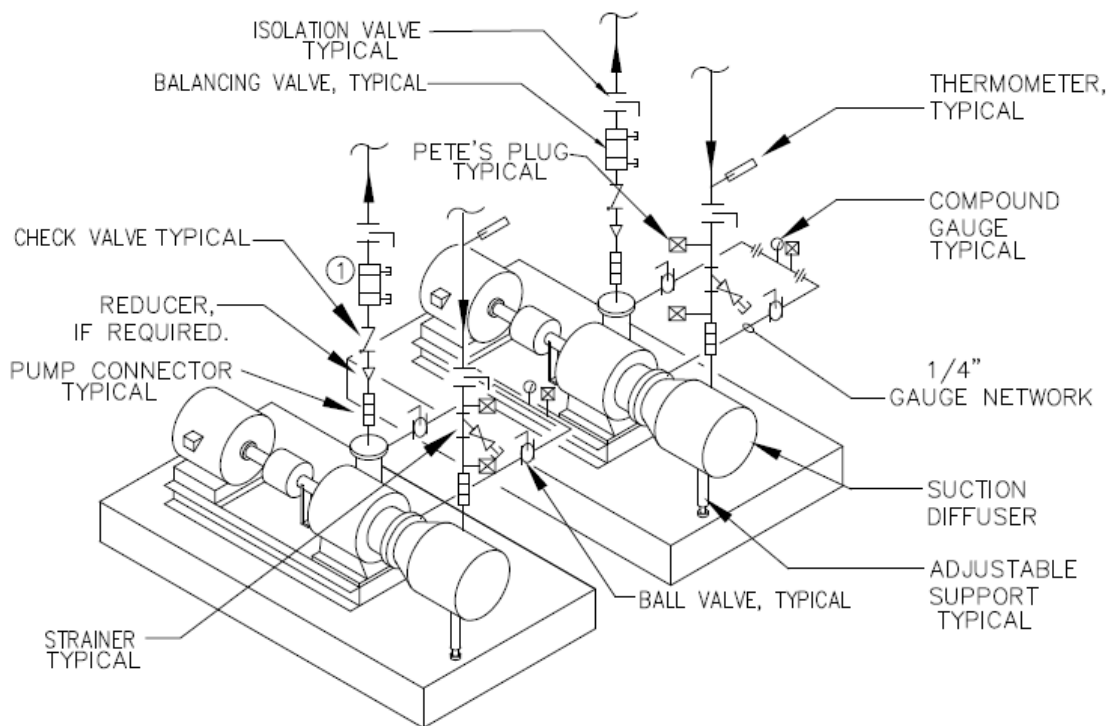 ISOLATION VALVE
TYPICAL
BALANCING VALVE, TYPICAL
THERMOMETER,
TYPICAL
PETE'S PLUG
TYPICAL
COMPOUND
GAUGE
TYPICAL
CHECK VALVE TYPICAL
1
REDUCER,
IF REQUIRED.
PUMP CONNECTOR
TYPICAL
1/4"
GAUGE NETWORK
SUCTION
DIFFUSER
ADJUSTABLE
SUPPORT
TYPICAL
BALL VALVE, TYPICAL
STRAINER
TYPICAL